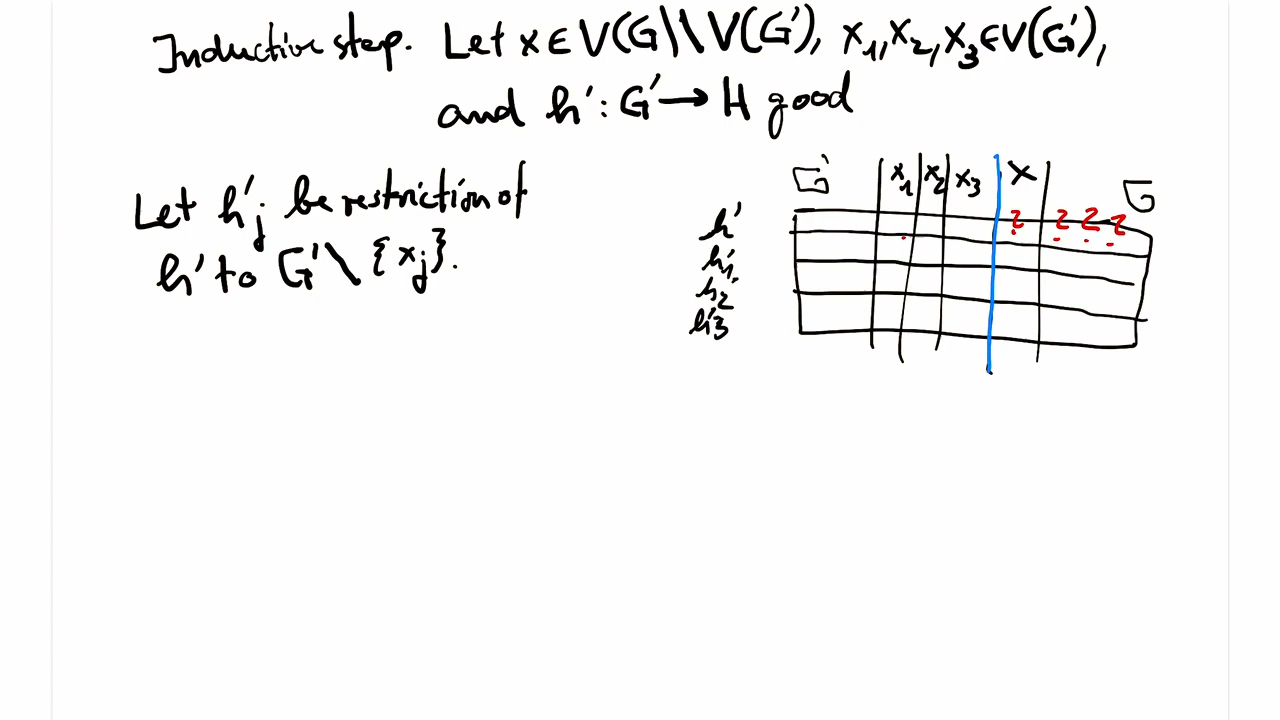 Inductive step. Let x ∈ V(G) \ V(G'), x₁, x₂, x₃ ∈ V(G'),
and h' : G' → H good
Let h'ⱼ be restriction of
h' to G' \ {xⱼ}.
G' x₁ x₂ x₃ x G
h' ? ? ? ?
h'₁
h'₂
h'₃